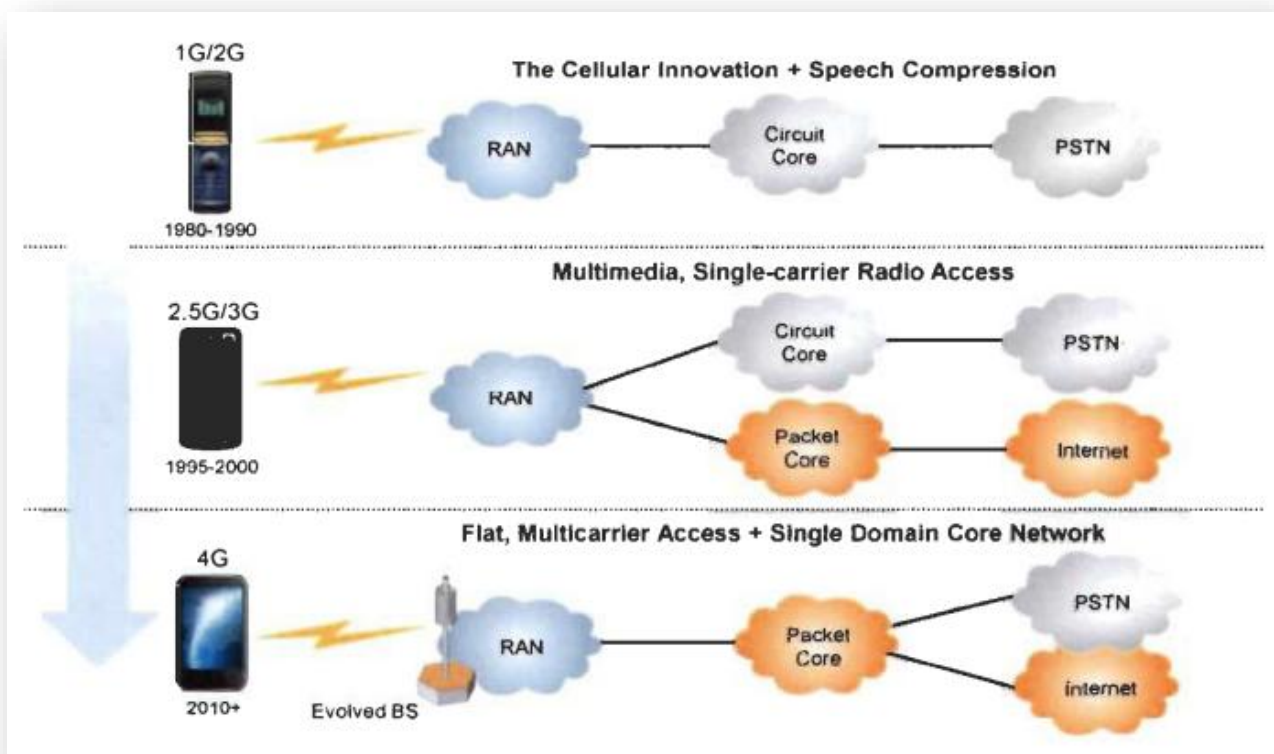 1G/2G
The Cellular Innovation + Speech Compression
RAN
Circuit
Core
PSTN
1980-1990
Multimedia, Single-carrier Radio Access
2.5G/3G
Circuit
Core
PSTN
RAN
Packet
Core
Internet
1995-2000
Flat, Multicarrier Access + Single Domain Core Network
4G
PSTN
RAN
Packet
Core
internet
Evolved BS
2010+